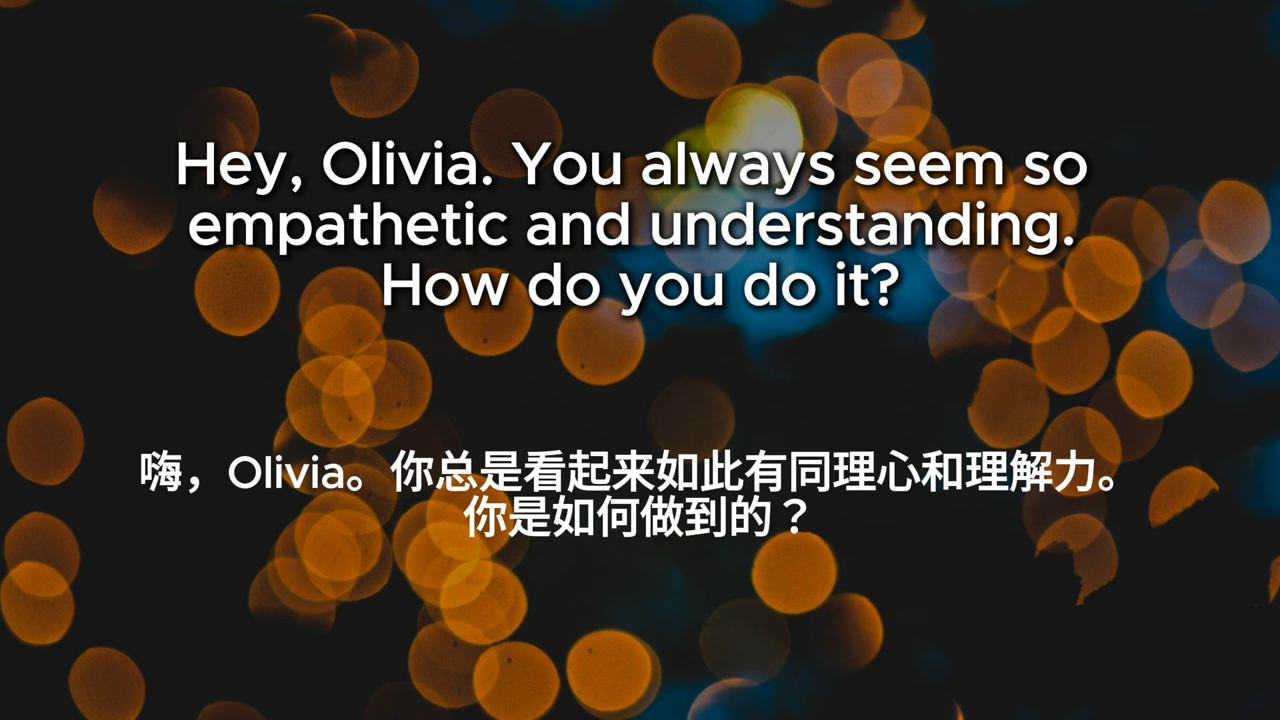 Hey, Olivia. You always seem so
empathetic and understanding.
How do you do it?
嗨，Olivia。你总是看起来如此有同理心和理解力。
你是如何做到的？